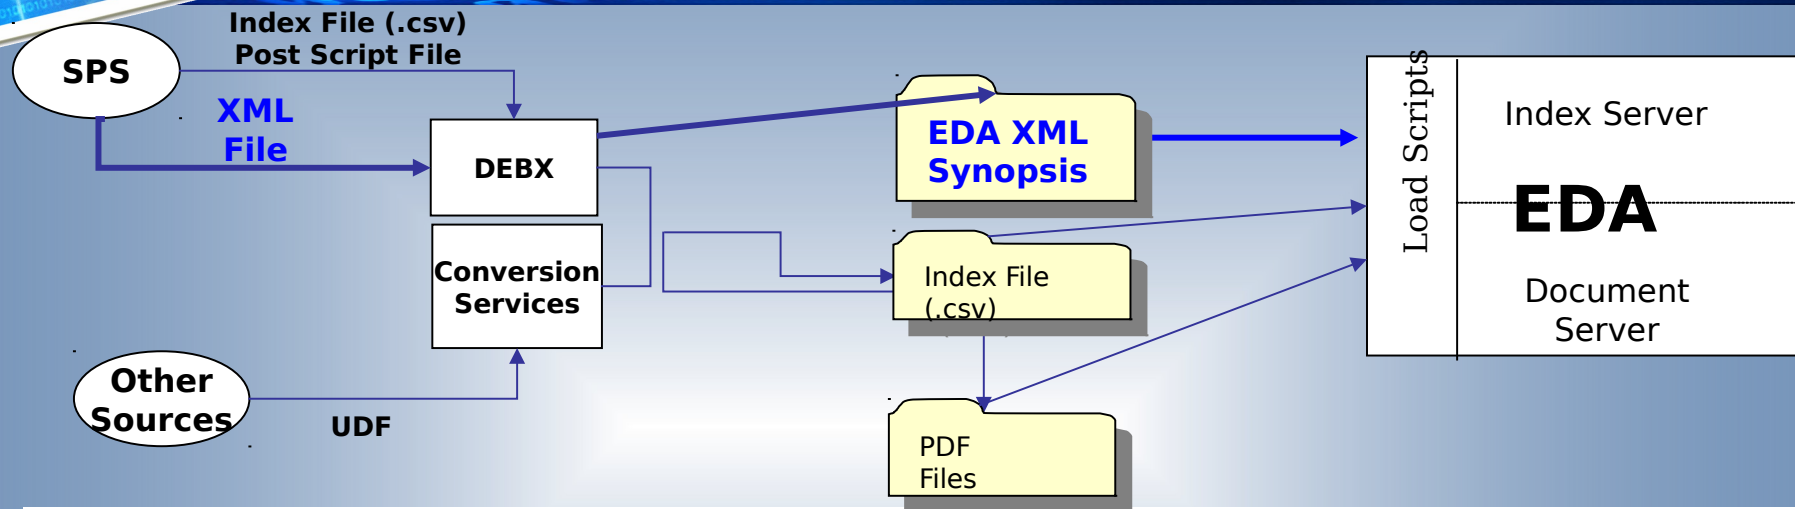 Index File (.csv)
Post Script File
SPS
XML
File
DEBX
EDA XML
Synopsis
Load Scripts
Index Server
EDA
Document
Server
Conversion
Services
Index File
(.csv)
Other
Sources
UDF
PDF
Files